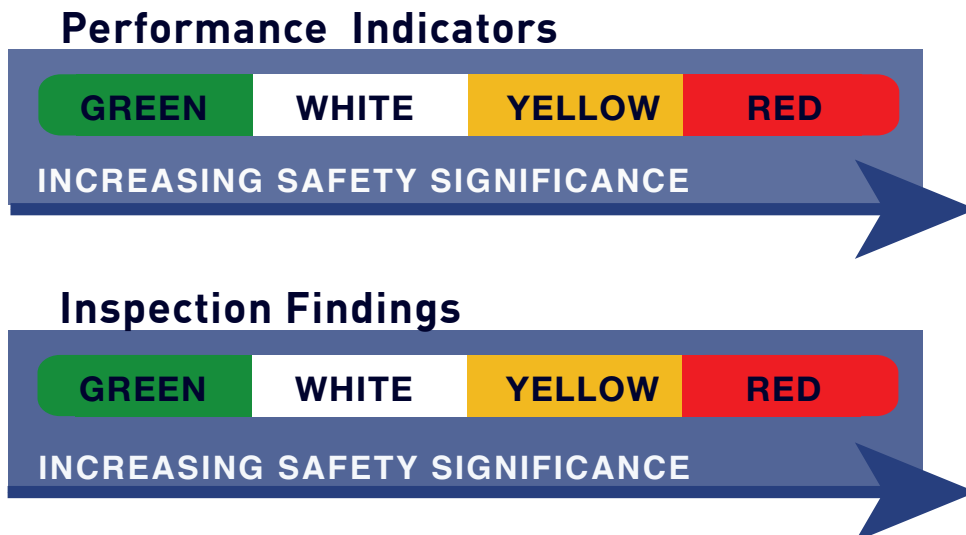 Performance Indicators
GREEN WHITE YELLOW RED
INCREASING SAFETY SIGNIFICANCE
Inspection Findings
GREEN WHITE YELLOW RED
INCREASING SAFETY SIGNIFICANCE